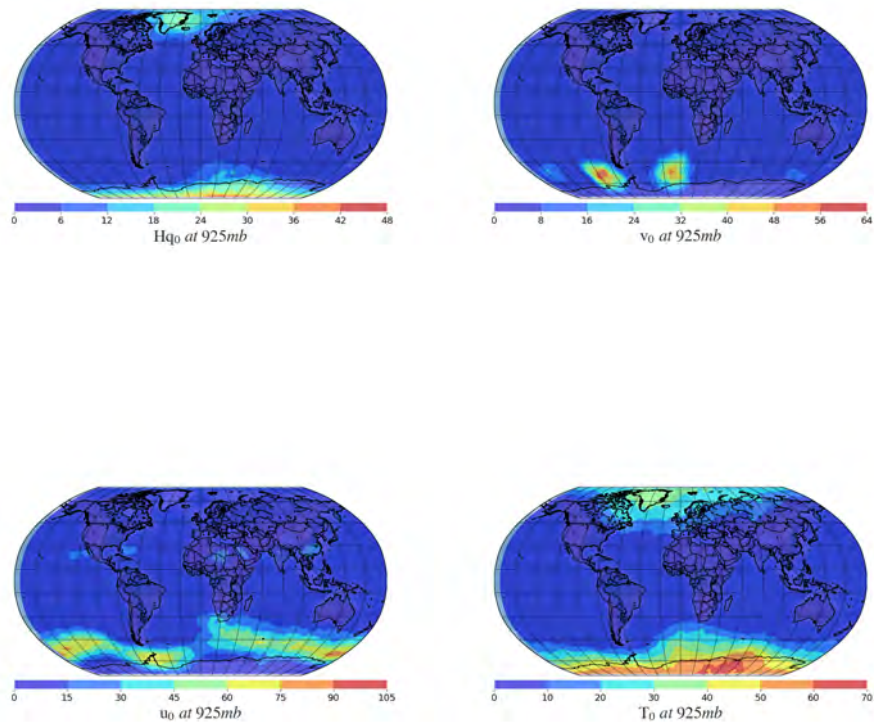 0 6 12 18 24 30 36 42 48
Hq₀ at 925mb
0 8 16 24 32 40 48 56 64
v₀ at 925mb
0 15 30 45 60 75 90 105
u₀ at 925mb
0 10 20 30 40 50 60 70
T₀ at 925mb